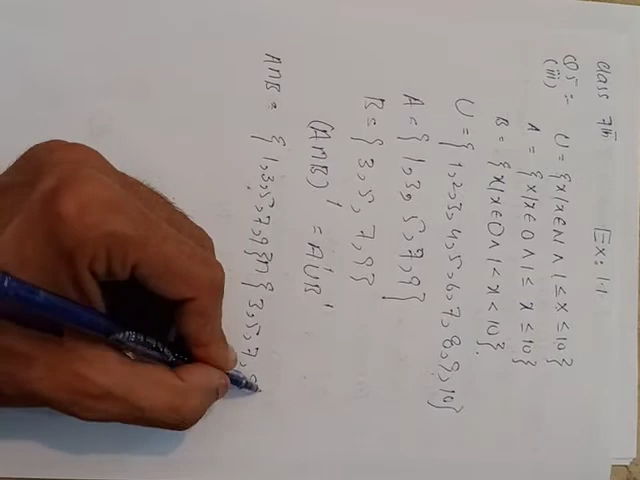 Class 7th Ex: 1.1
Q5:-
(iii) U = {x|x∈N ∧ 1 ≤ x ≤ 10}
A = {x|x∈O ∧ 1 < x ≤ 10}
B = {x|x∈O ∧ 1 < x < 10}.
U = {1,2,3,4,5,6,7,8,9,10}
A = {1,3,5,7,9}
B = {3,5,7,9}
(A∩B)' = A'∪B'
A∩B = {1,3,5,7,9}∩{3,5,7,9